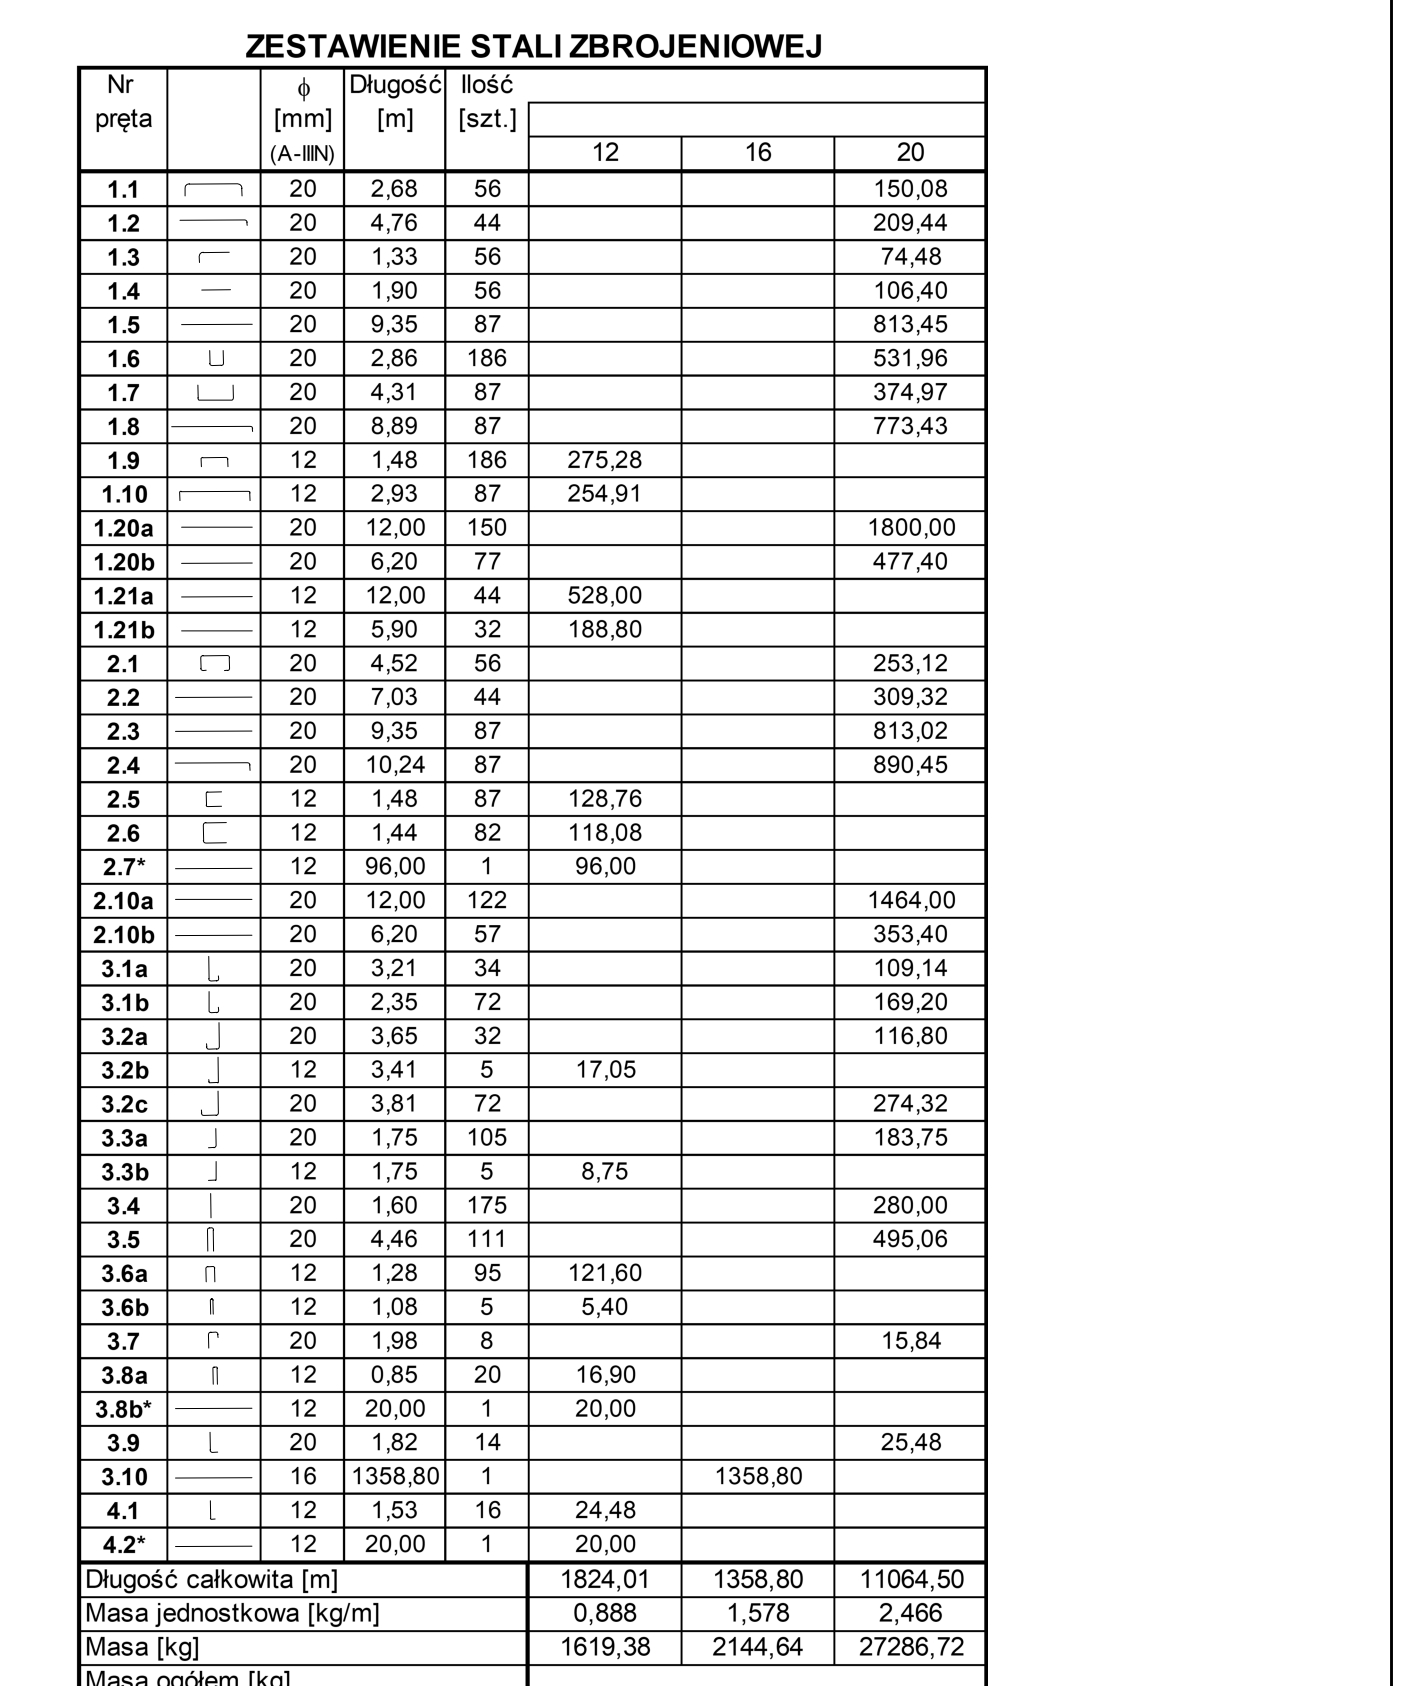 ZESTAWIENIE STALI ZBROJENIOWEJ
Nr pręta ϕ [mm] (A-IIIN) Długość [m] Ilość [szt.]
12 16 20
1.1 20 2,68 56 150,08
1.2 20 4,76 44 209,44
1.3 20 1,33 56 74,48
1.4 20 1,90 56 106,40
1.5 20 9,35 87 813,45
1.6 20 2,86 186 531,96
1.7 20 4,31 87 374,97
1.8 20 8,89 87 773,43
1.9 12 1,48 186 275,28
1.10 12 2,93 87 254,91
1.20a 20 12,00 150 1800,00
1.20b 20 6,20 77 477,40
1.21a 12 12,00 44 528,00
1.21b 12 5,90 32 188,80
2.1 20 4,52 56 253,12
2.2 20 7,03 44 309,32
2.3 20 9,35 87 813,02
2.4 20 10,24 87 890,45
2.5 12 1,48 87 128,76
2.6 12 1,44 82 118,08
2.7* 12 96,00 1 96,00
2.10a 20 12,00 122 1464,00
2.10b 20 6,20 57 353,40
3.1a 20 3,21 34 109,14
3.1b 20 2,35 72 169,20
3.2a 20 3,65 32 116,80
3.2b 12 3,41 5 17,05
3.2c 20 3,81 72 274,32
3.3a 20 1,75 105 183,75
3.3b 12 1,75 5 8,75
3.4 20 1,60 175 280,00
3.5 20 4,46 111 495,06
3.6a 12 1,28 95 121,60
3.6b 12 1,08 5 5,40
3.7 20 1,98 8 15,84
3.8a 12 0,85 20 16,90
3.8b* 12 20,00 1 20,00
3.9 20 1,82 14 25,48
3.10 16 1358,80 1 1358,80
4.1 12 1,53 16 24,48
4.2* 12 20,00 1 20,00
Długość całkowita [m] 1824,01 1358,80 11064,50
Masa jednostkowa [kg/m] 0,888 1,578 2,466
Masa [kg] 1619,38 2144,64 27286,72
Masa ogółem [kg]